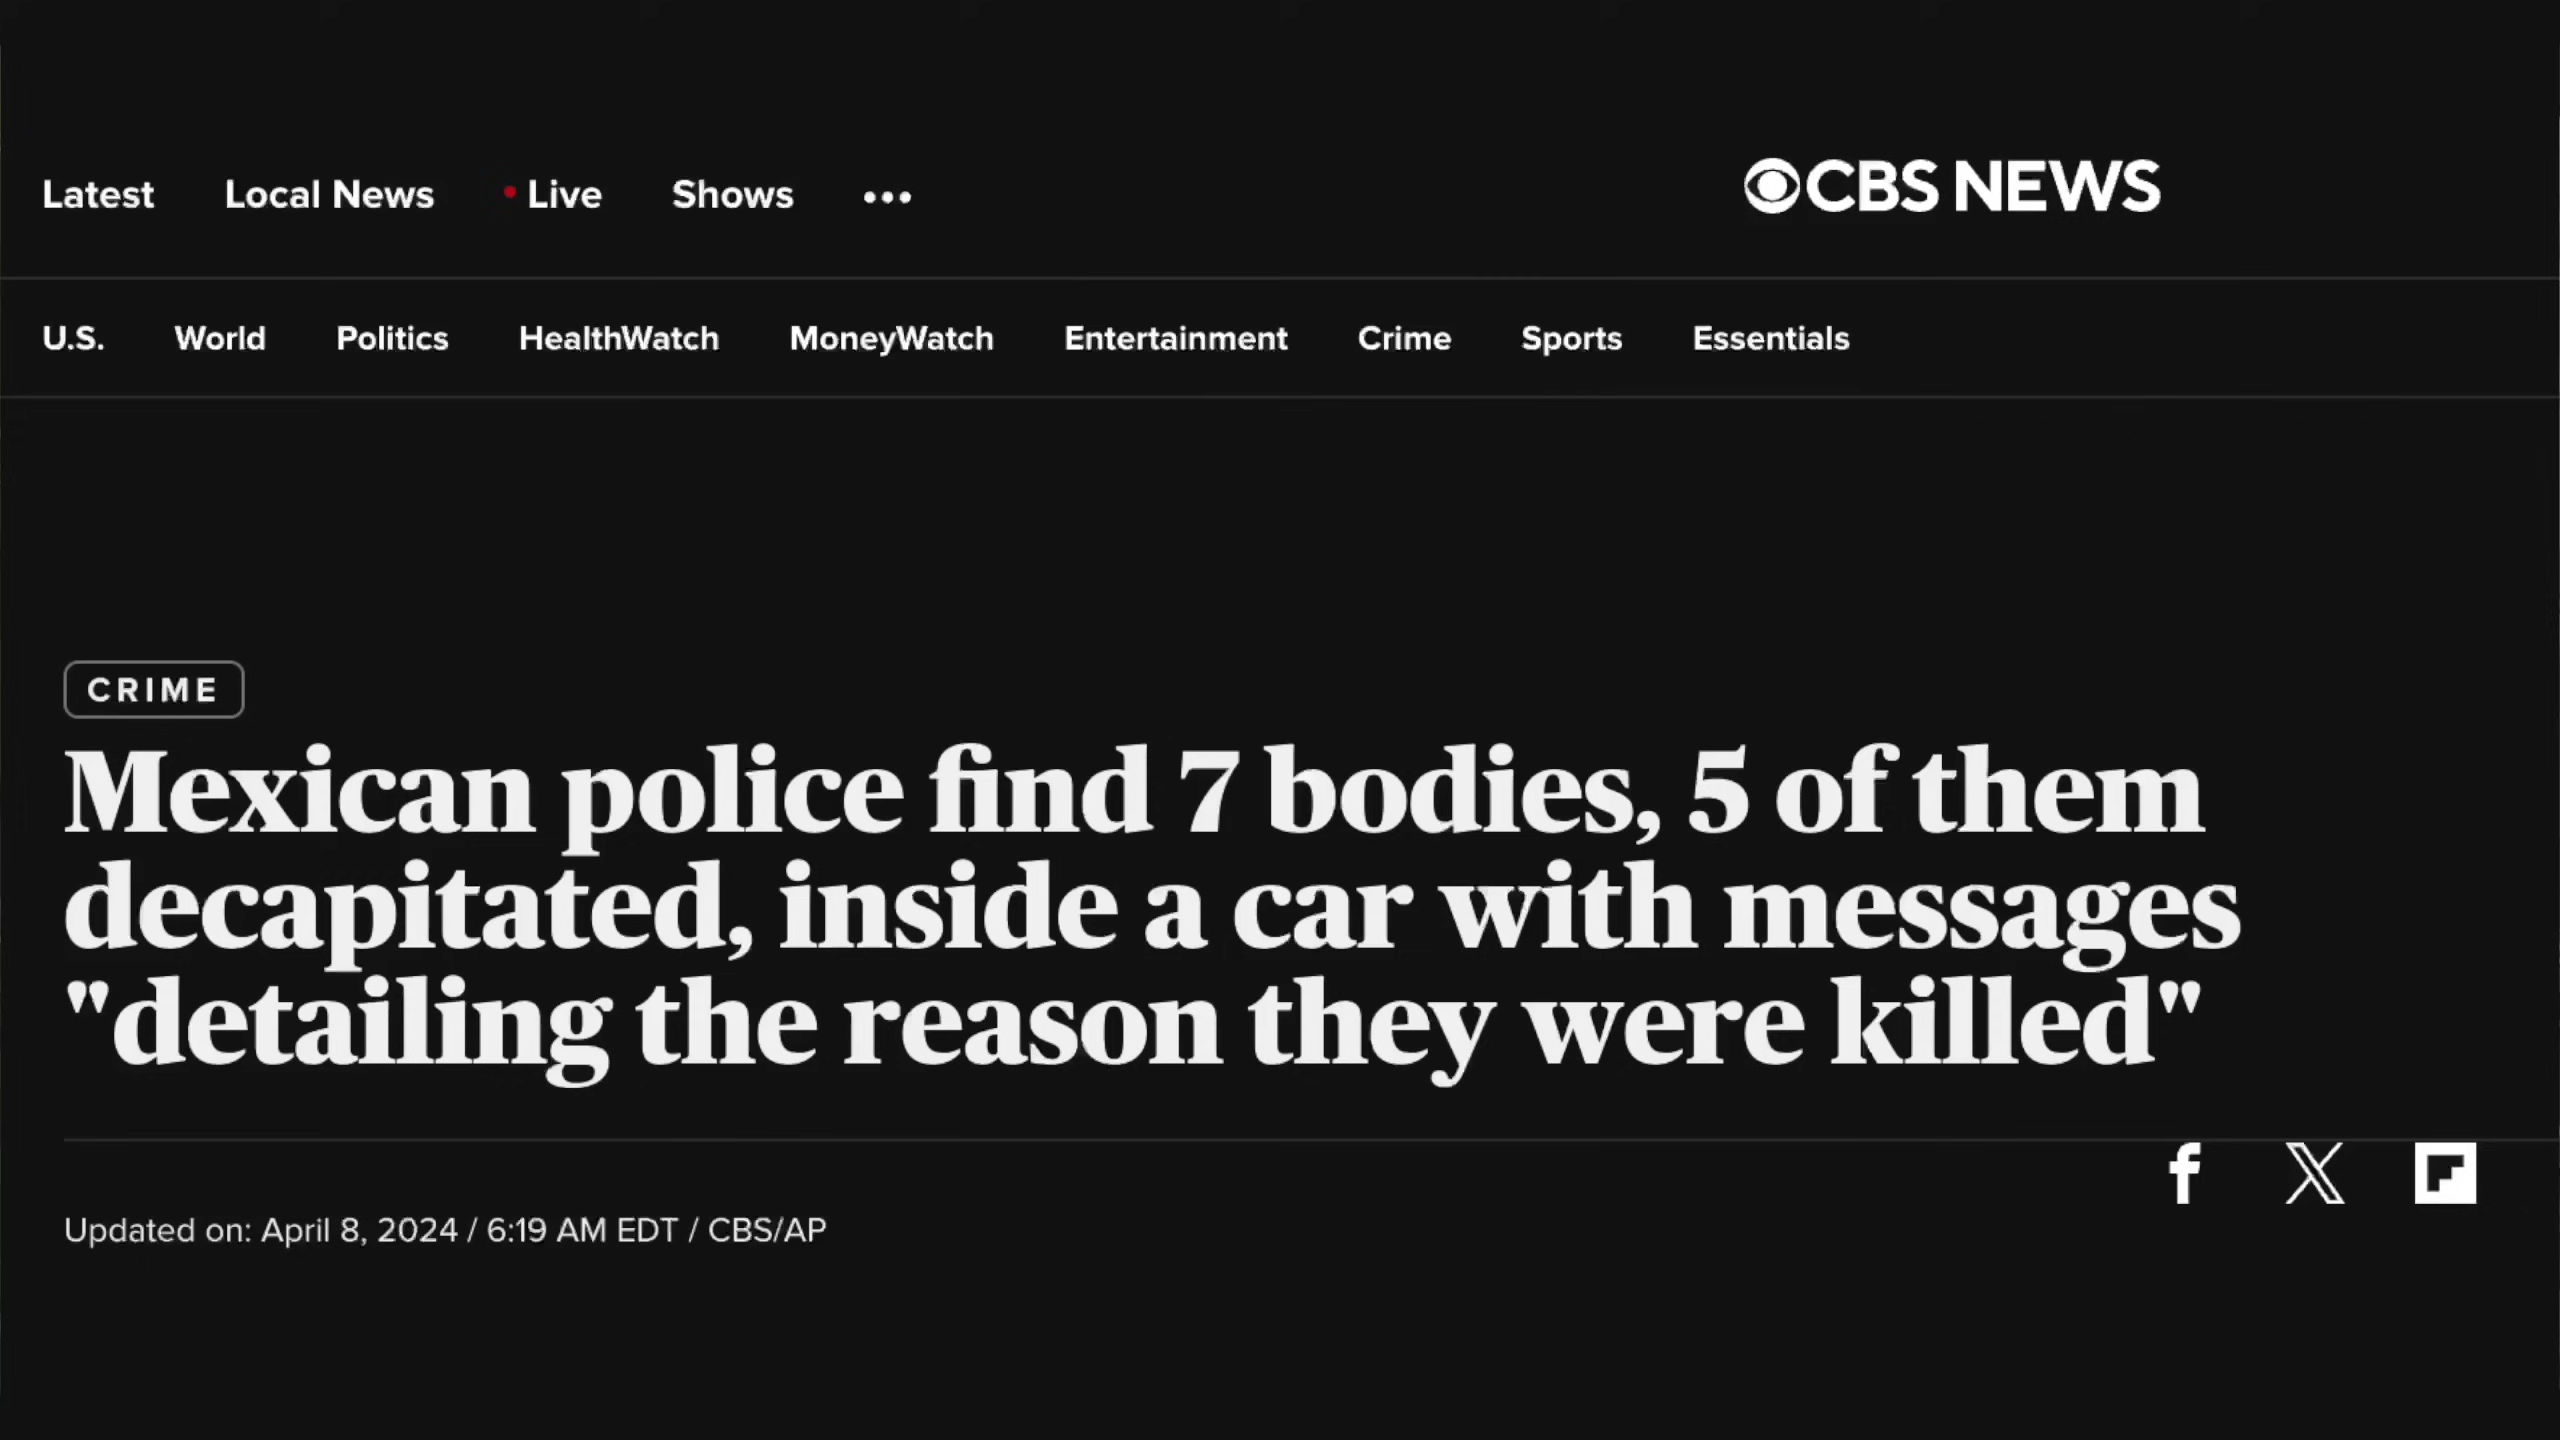 Latest Local News Live Shows ...
CBS NEWS
U.S. World Politics HealthWatch MoneyWatch Entertainment Crime Sports Essentials
CRIME
Mexican police find 7 bodies, 5 of them
decapitated, inside a car with messages
"detailing the reason they were killed"
Updated on: April 8, 2024 / 6:19 AM EDT / CBS/AP